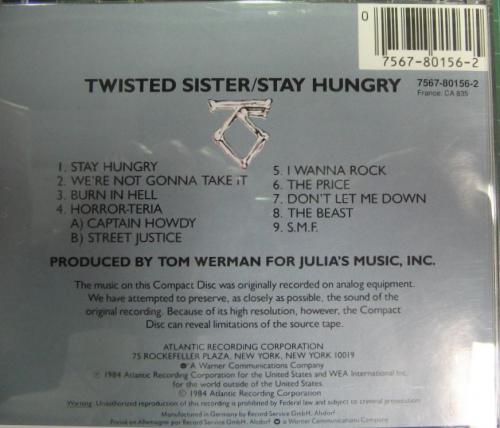 0
7567-80156-2
TWISTED SISTER/STAY HUNGRY
7567-80156-2
France: CA 835
1. STAY HUNGRY
2. WE'RE NOT GONNA TAKE IT
3. BURN IN HELL
4. HORROR-TERIA
A) CAPTAIN HOWDY
B) STREET JUSTICE
5. I WANNA ROCK
6. THE PRICE
7. DON'T LET ME DOWN
8. THE BEAST
9. S.M.F.
PRODUCED BY TOM WERMAN FOR JULIA'S MUSIC, INC.
The music on this Compact Disc was originally recorded on analog equipment.
We have attempted to preserve, as closely as possible, the sound of the
original recording. Because of its high resolution, however, the Compact
Disc can reveal limitations of the source tape.
ATLANTIC RECORDING CORPORATION
75 ROCKEFELLER PLAZA, NEW YORK, NEW YORK 10019
A Warner Communications Company
℗ 1984 Atlantic Recording Corporation for the United States and WEA International Inc.
for the world outside of the United States.
© 1984 Atlantic Recording Corporation
Warning: Unauthorized reproduction of this recording is prohibited by Federal law and subject to criminal prosecution
Manufactured in Germany by Record Service GmbH, Alsdorf
en Allemagne par Record Service GmbH, Alsdorf a Warner Communications Company